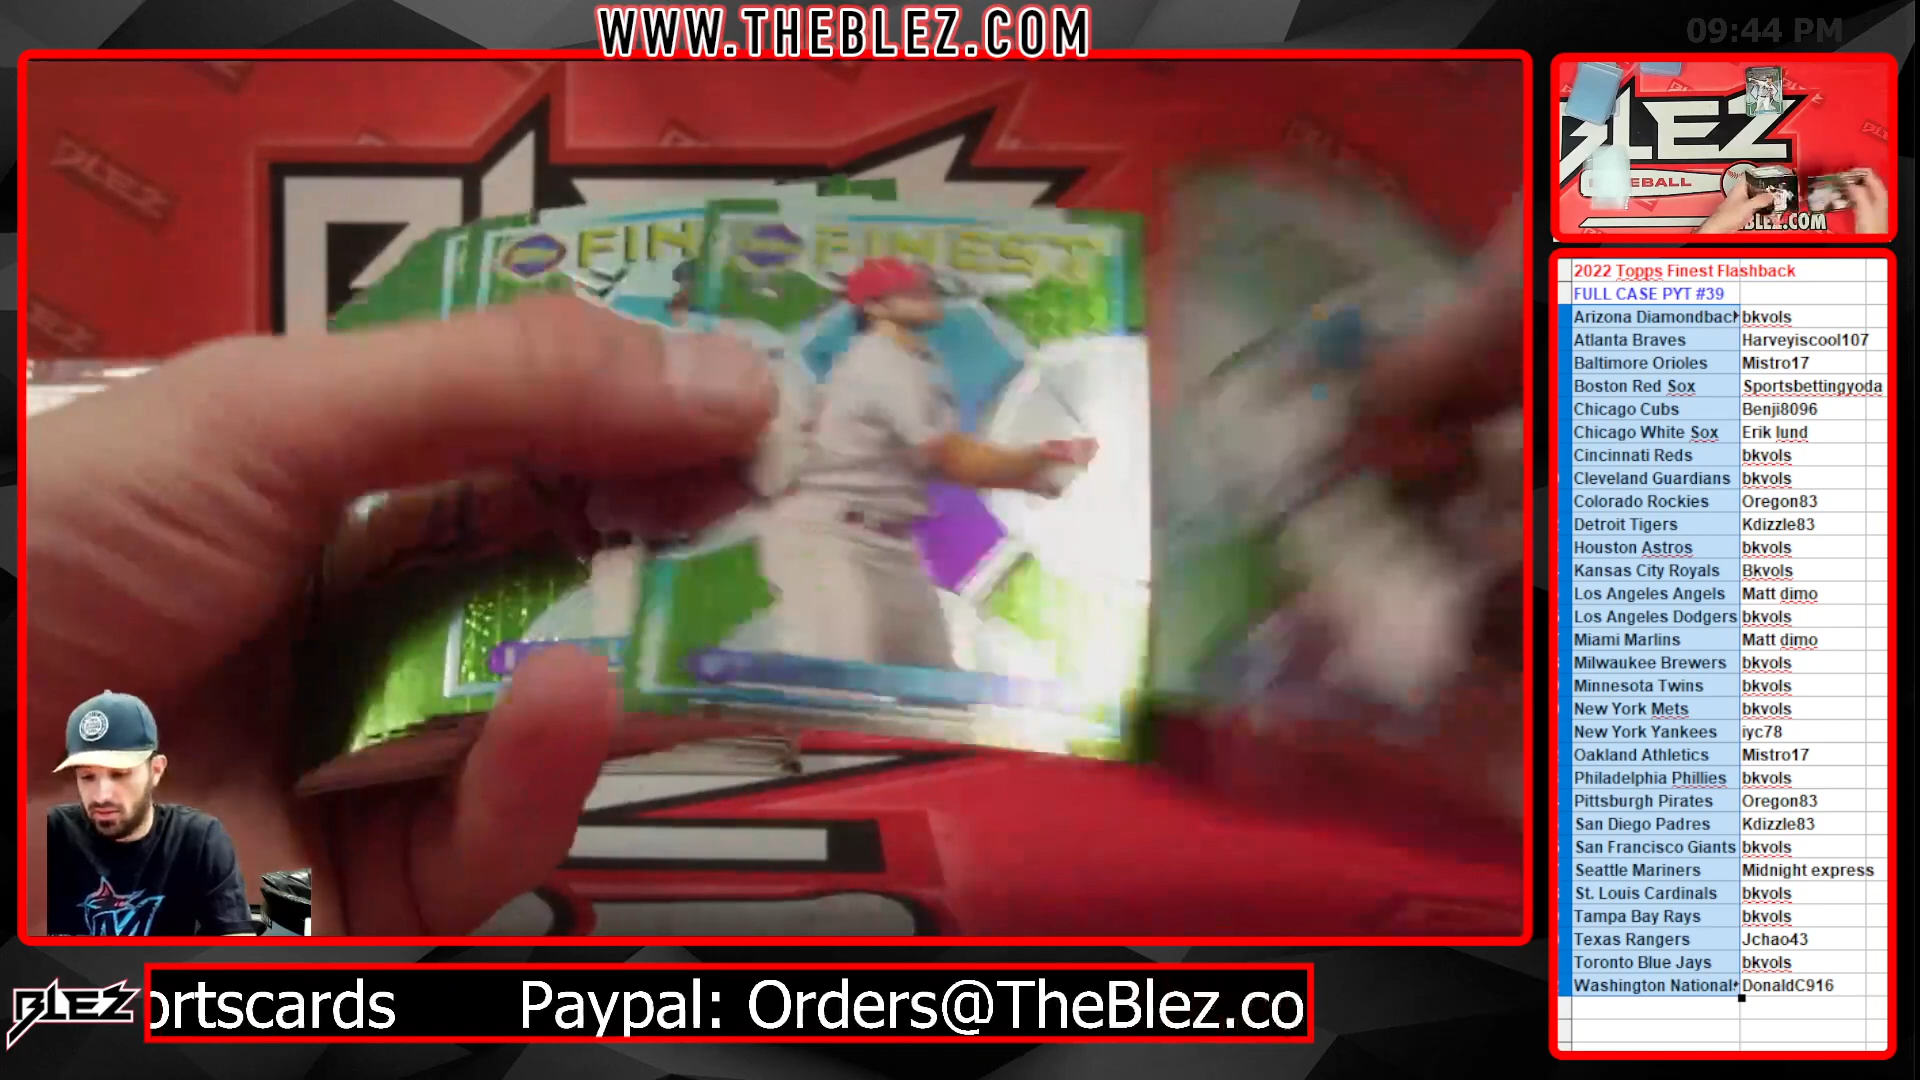 WWW.THEBLEZ.COM
09:44 PM
BLEZ
FINEST
BLEZ
BLEZ.COM
2022 Topps Finest Flashback
FULL CASE PYT #39
Arizona Diamondback bkvols
Atlanta Braves Harveyiscool107
Baltimore Orioles Mistro17
Boston Red Sox Sportsbettingyoda
Chicago Cubs Benji8096
Chicago White Sox Erik lund
Cincinnati Reds bkvols
Cleveland Guardians bkvols
Colorado Rockies Oregon83
Detroit Tigers Kdizzle83
Houston Astros bkvols
Kansas City Royals Bkvols
Los Angeles Angels Matt dimo
Los Angeles Dodgers bkvols
Miami Marlins Matt dimo
Milwaukee Brewers bkvols
Minnesota Twins bkvols
New York Mets bkvols
New York Yankees iyc78
Oakland Athletics Mistro17
Philadelphia Phillies bkvols
Pittsburgh Pirates Oregon83
San Diego Padres Kdizzle83
San Francisco Giants bkvols
Seattle Mariners Midnight express
St. Louis Cardinals bkvols
Tampa Bay Rays bkvols
Texas Rangers Jchao43
Toronto Blue Jays bkvols
Washington National DonaldC916
BLEZ
ortscards Paypal: Orders@TheBlez.co